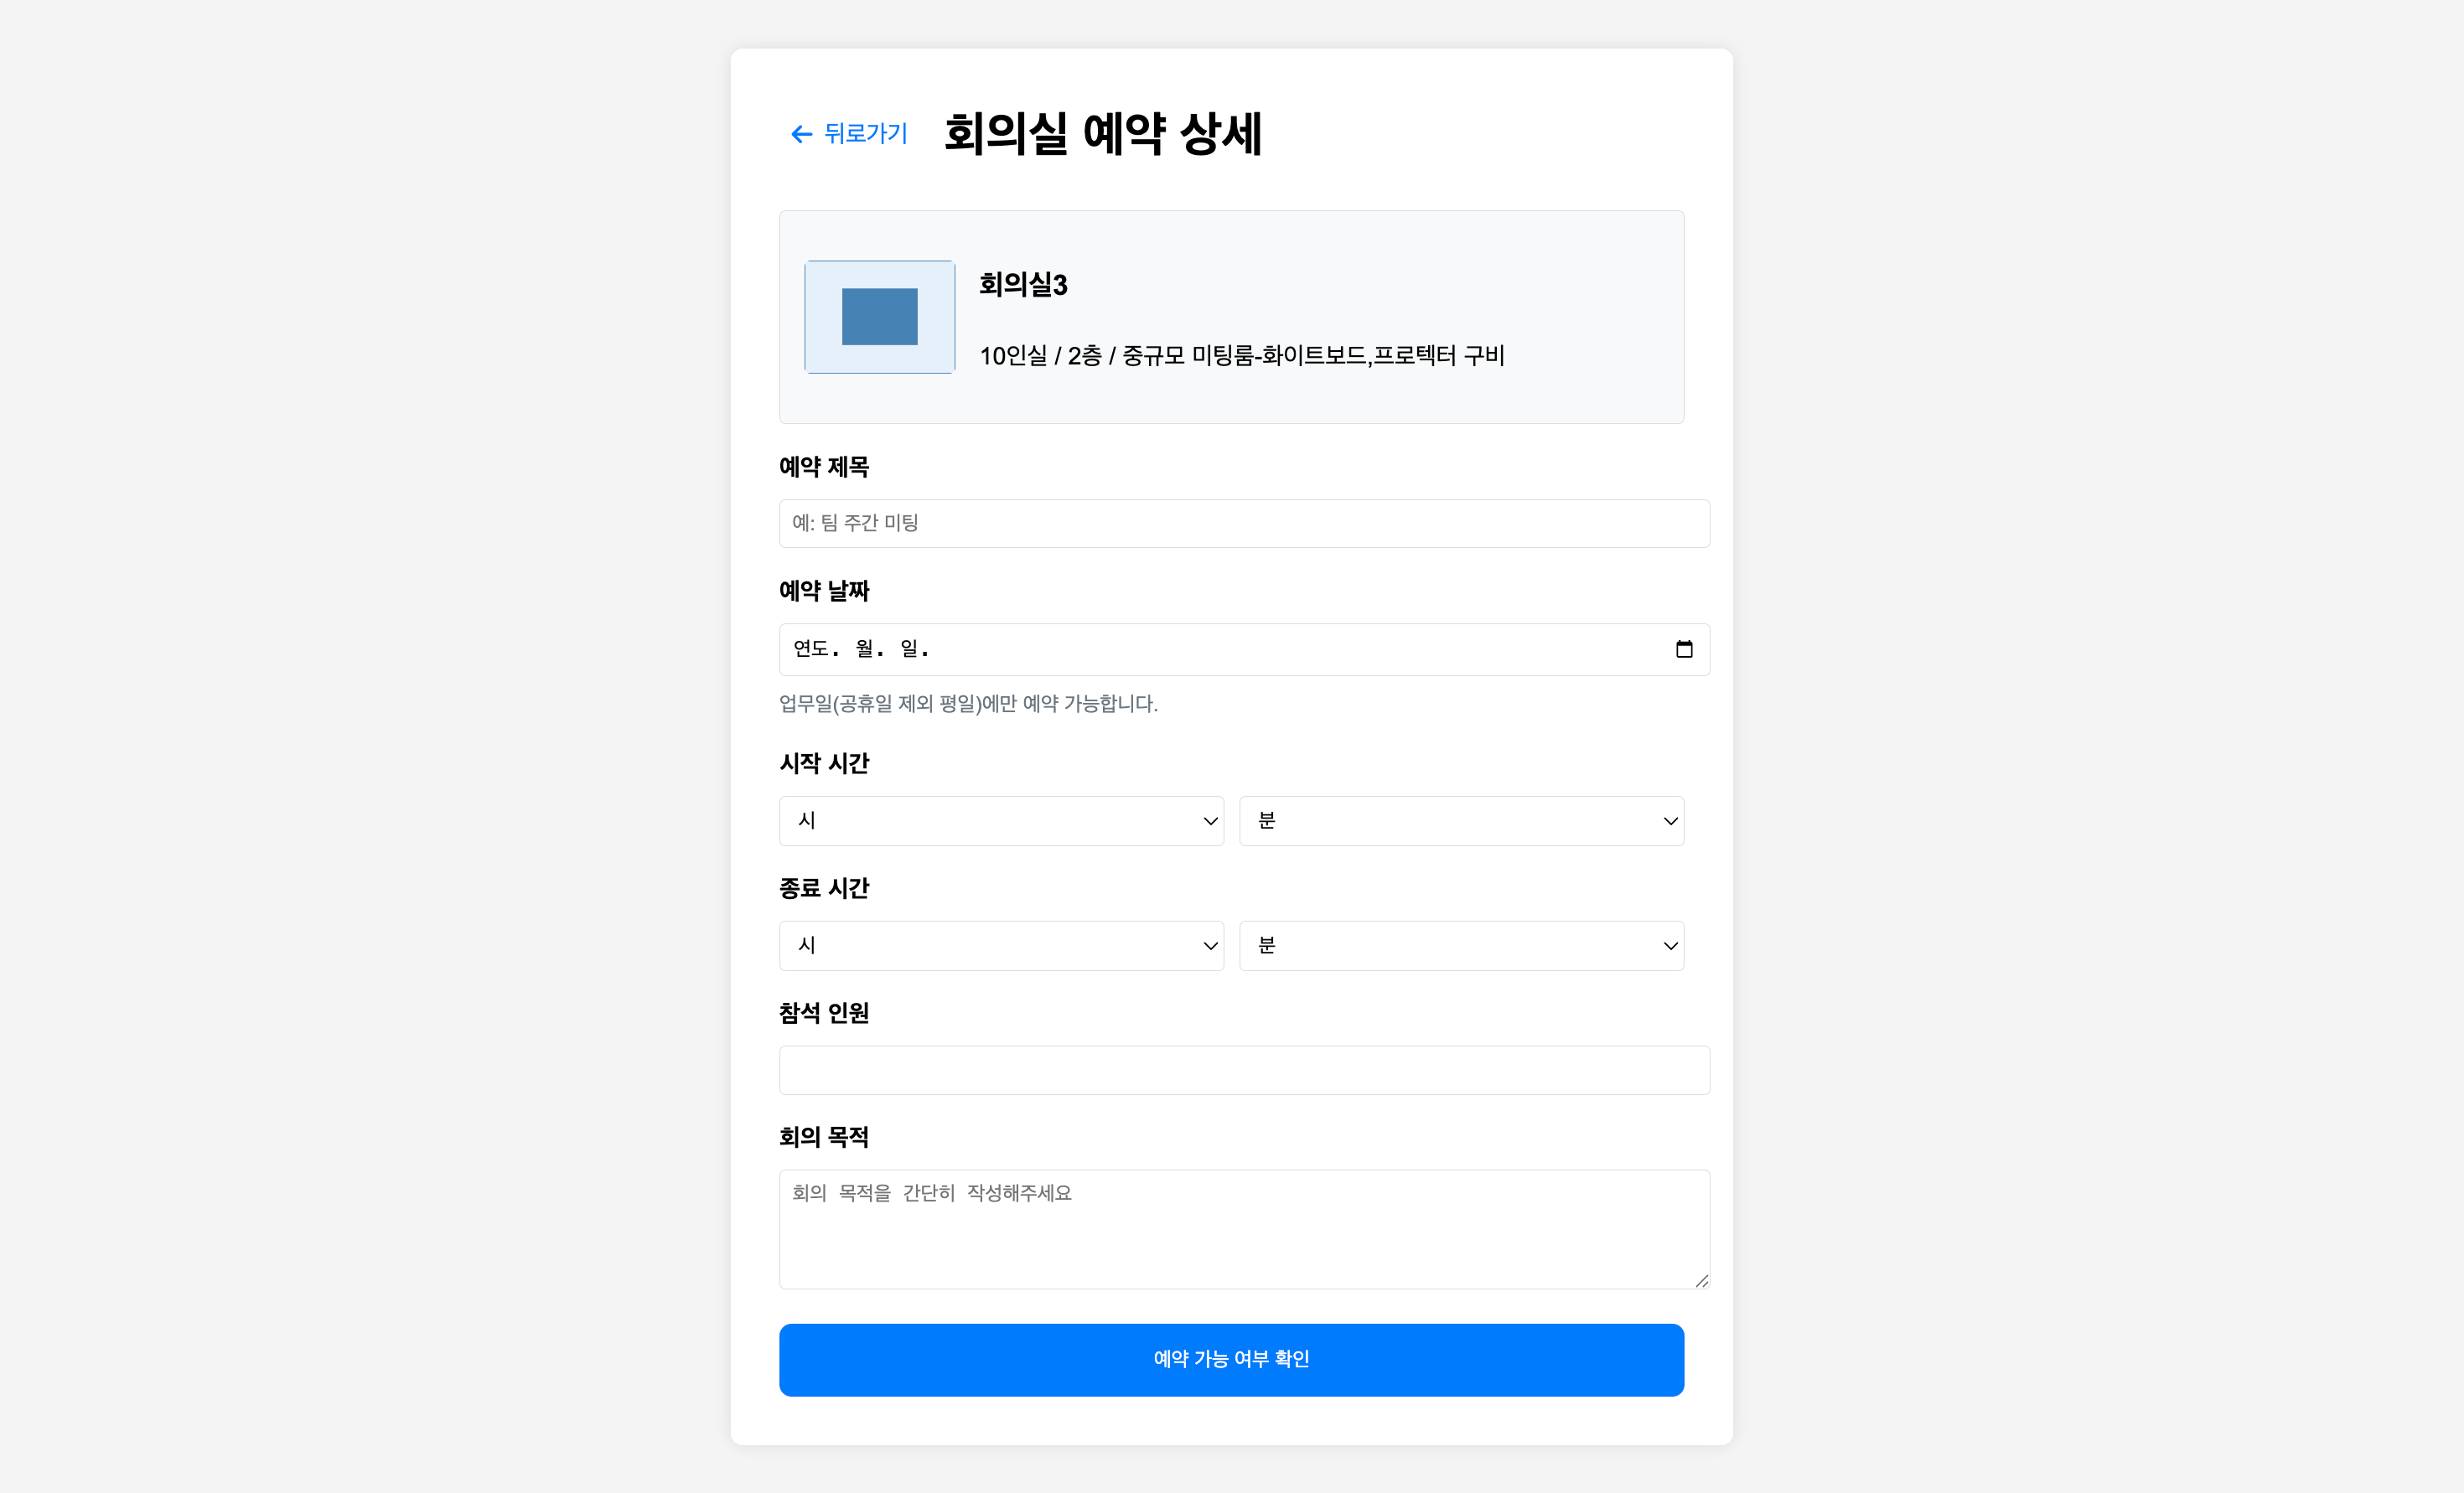 뒤로가기
회의실 예약 상세
회의실3
10인실 / 2층 / 중규모 미팅룸-화이트보드,프로텍터 구비
예약 제목
예: 팀 주간 미팅
예약 날짜
연도. 월. 일.
업무일(공휴일 제외 평일)에만 예약 가능합니다.
시작 시간
시
분
종료 시간
시
분
참석 인원
회의 목적
회의 목적을 간단히 작성해주세요
예약 가능 여부 확인